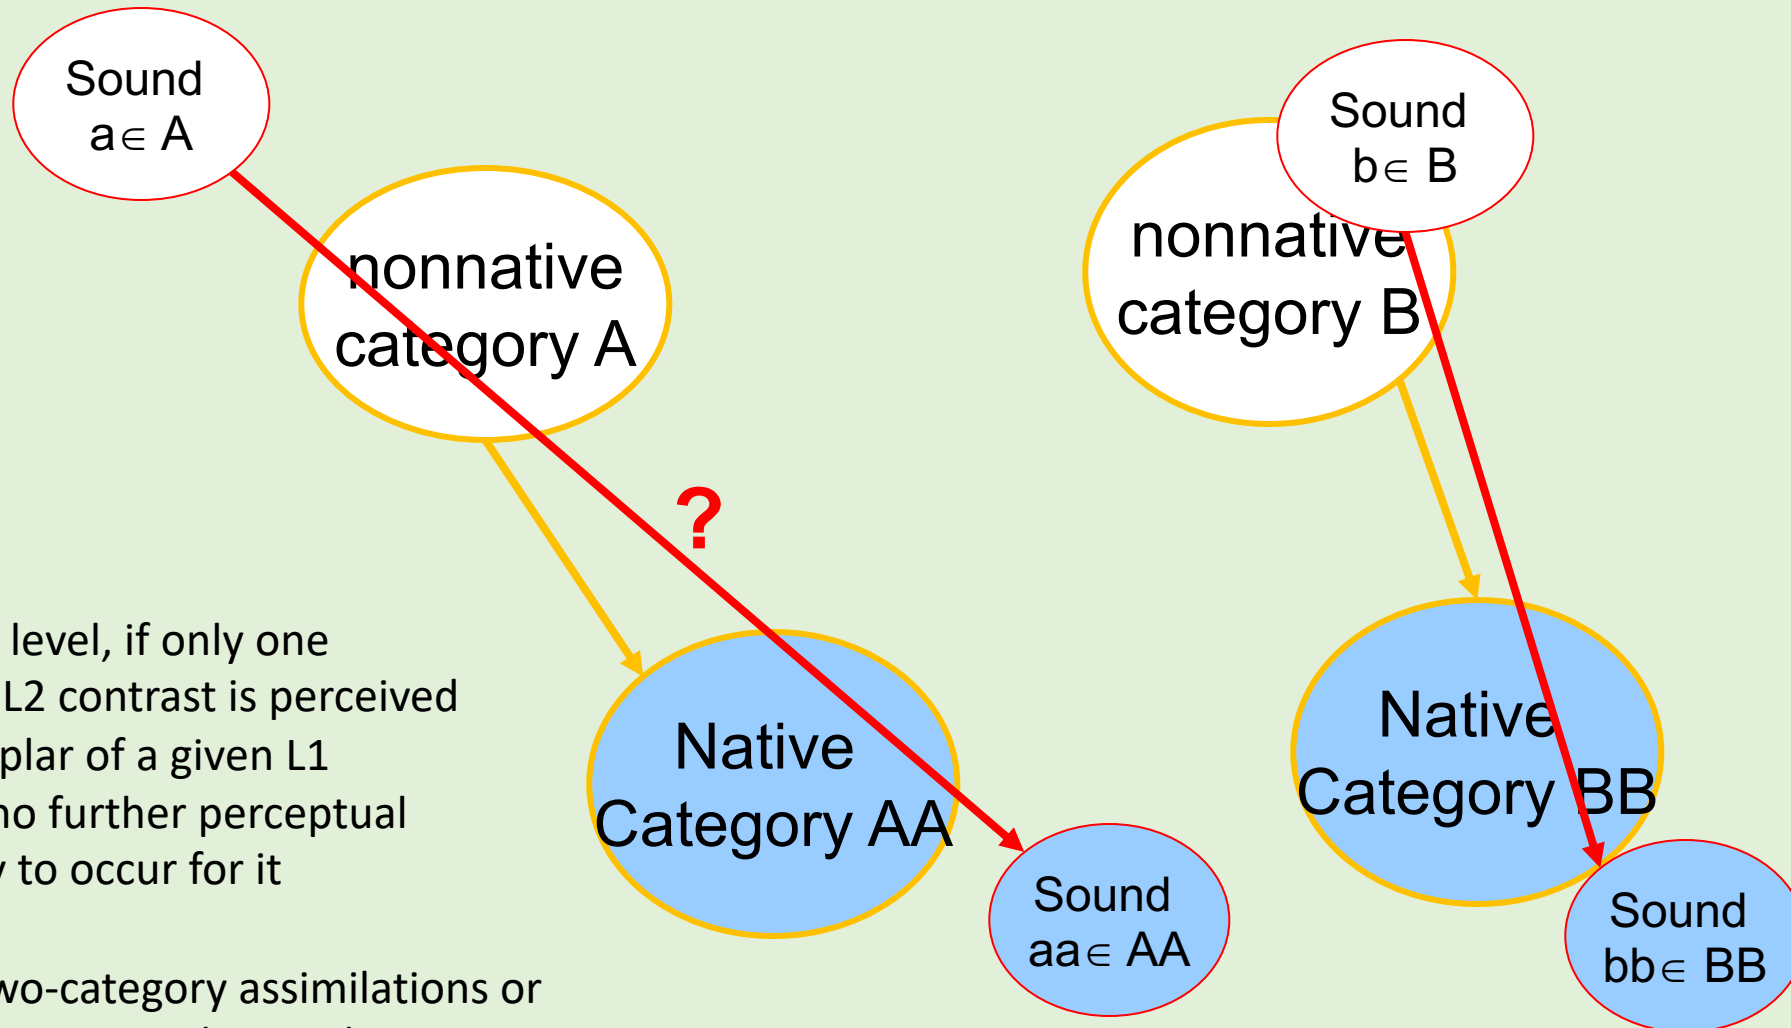 Sound
a∈ A
Sound
b∈ B
nonnative
category A
nonnative
category B
?
level, if only one
L2 contrast is perceived
plar of a given L1
no further perceptual
y to occur for it
wo-category assimilations or
Native
Category AA
Native
Category BB
Sound
aa∈ AA
Sound
bb∈ BB